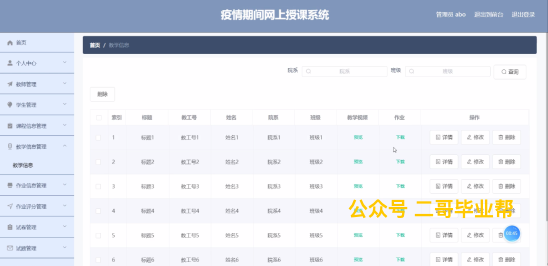 疫情期间网上授课系统
管理员 abo 退出到前台 退出登录
首页
首页 / 教学信息
个人中心
教师管理
学生管理
课程信息管理
教学信息管理
教学信息
作业信息管理
作业评分管理
试卷管理
试题管理
院系 院系 班级 班级 查询
删除
索引 标题 教工号 姓名 院系 班级 教学视频 作业 操作
1 标题1 教工号1 姓名1 院系1 班级1 预览 下载 详情 修改 删除
2 标题2 教工号2 姓名2 院系2 班级2 预览 下载 详情 修改 删除
3 标题3 教工号3 姓名3 院系3 班级3 预览 下载 详情 修改 删除
4 标题4 教工号4 姓名4 院系4 班级4 预览 下载
公众号 二哥毕业帮
5 标题5 教工号5 姓名5 院系5 班级5 预览 下载 详情 修改 删除
6 标题6 教工号6 姓名6 院系6 班级6 预览 下载 详情 修改 删除